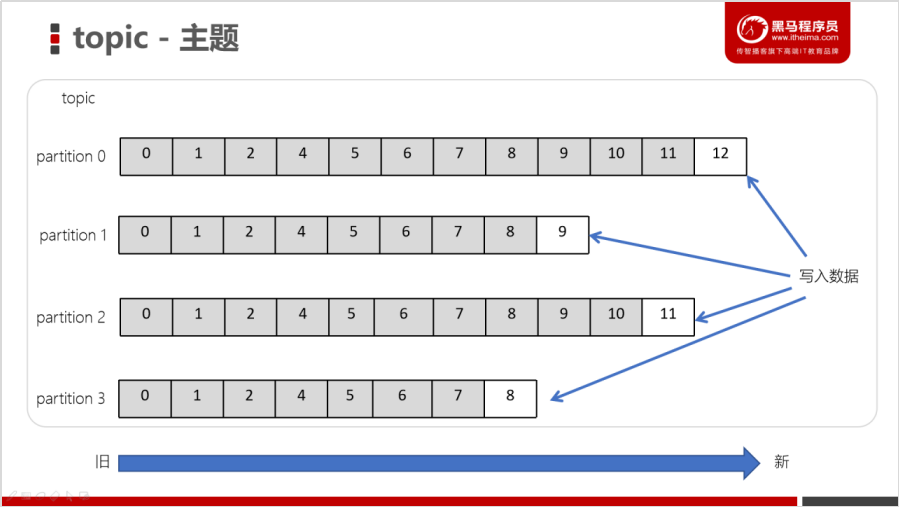 topic - 主题
黑马程序员
www.itheima.com
传智播客旗下高端IT教育品牌
topic
partition 0 0 1 2 4 5 6 7 8 9 10 11 12
partition 1 0 1 2 4 5 6 7 8 9
写入数据
partition 2 0 1 2 4 5 6 7 8 9 10 11
partition 3 0 1 2 4 5 6 7 8
旧 新